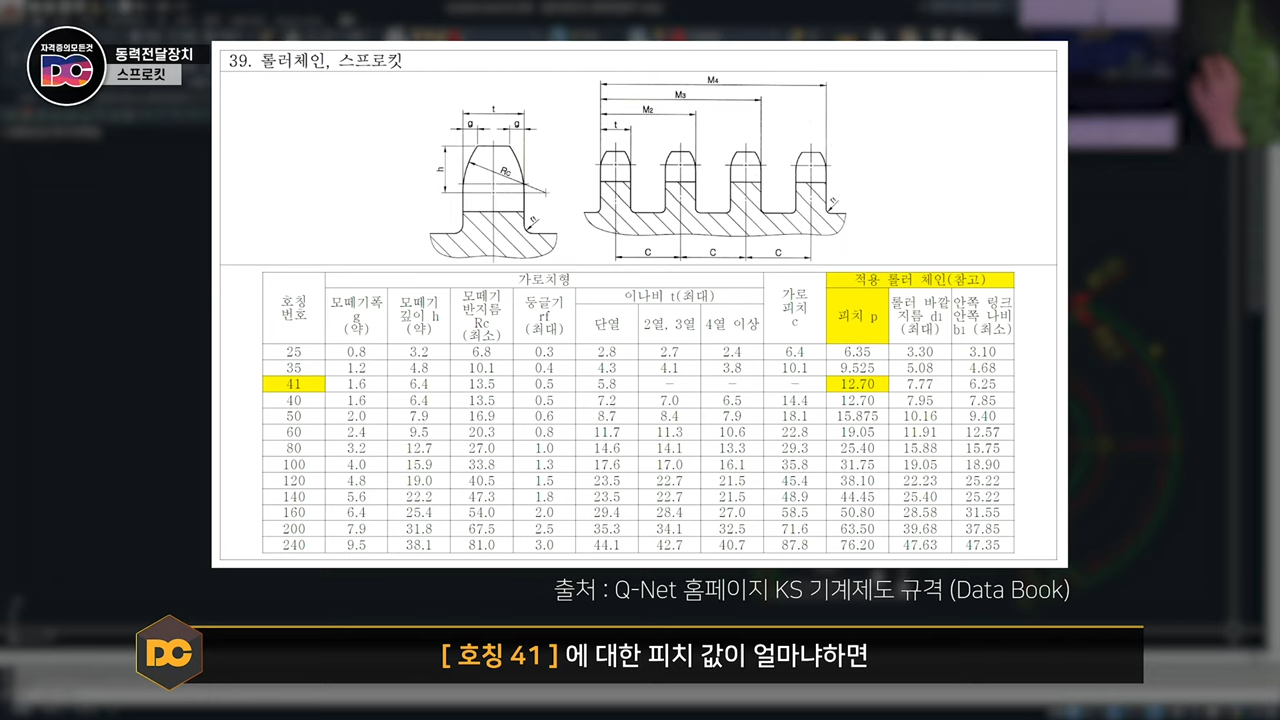 자격증의모든것
DC
동력전달장치
스프로킷
39. 롤러체인, 스프로킷
M4
M3
M2
t
t
g
g
h
Rc
rf
rf
C
C
C
호칭 번호 가로치형 가로 피치 c 적용 롤러 체인(참고)
모떼기폭 g (약) 모떼기 깊이 h (약) 모떼기 반지름 Rc (최소) 둥글기 rf (최대) 이나비 t(최대) 피치 p 롤러 바깥 지름 d1 (최대) 안쪽 링크 안쪽 나비 b1 (최소)
단열 2열, 3열 4열 이상
25 0.8 3.2 6.8 0.3 2.8 2.7 2.4 6.4 6.35 3.30 3.10
35 1.2 4.8 10.1 0.4 4.3 4.1 3.8 10.1 9.525 5.08 4.68
41 1.6 6.4 13.5 0.5 5.8 – – – 12.70 7.77 6.25
40 1.6 6.4 13.5 0.5 7.2 7.0 6.5 14.4 12.70 7.95 7.85
50 2.0 7.9 16.9 0.6 8.7 8.4 7.9 18.1 15.875 10.16 9.40
60 2.4 9.5 20.3 0.8 11.7 11.3 10.6 22.8 19.05 11.91 12.57
80 3.2 12.7 27.0 1.0 14.6 14.1 13.3 29.3 25.40 15.88 15.75
100 4.0 15.9 33.8 1.3 17.6 17.0 16.1 35.8 31.75 19.05 18.90
120 4.8 19.0 40.5 1.5 23.5 22.7 21.5 45.4 38.10 22.23 25.22
140 5.6 22.2 47.3 1.8 23.5 22.7 21.5 48.9 44.45 25.40 25.22
160 6.4 25.4 54.0 2.0 29.4 28.4 27.0 58.5 50.80 28.58 31.55
200 7.9 31.8 67.5 2.5 35.3 34.1 32.5 71.6 63.50 39.68 37.85
240 9.5 38.1 81.0 3.0 44.1 42.7 40.7 87.8 76.20 47.63 47.35
출처 : Q-Net 홈페이지 KS 기계제도 규격 (Data Book)
DC
[ 호칭 41 ] 에 대한 피치 값이 얼마냐하면